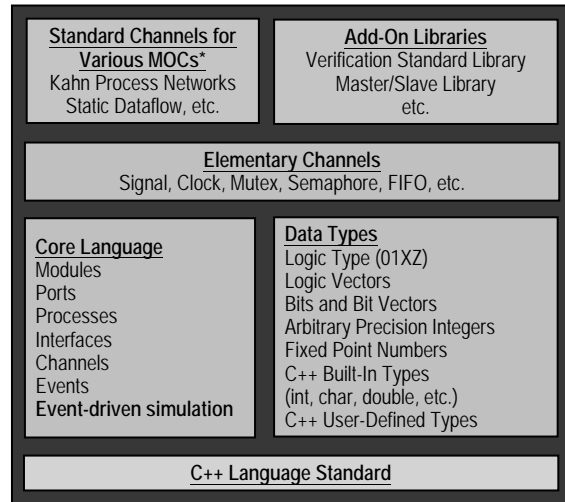 Standard Channels for
Various MOCs*
Kahn Process Networks
Static Dataflow, etc.
Add-On Libraries
Verification Standard Library
Master/Slave Library
etc.
Elementary Channels
Signal, Clock, Mutex, Semaphore, FIFO, etc.
Core Language
Modules
Ports
Processes
Interfaces
Channels
Events
Event-driven simulation
Data Types
Logic Type (01XZ)
Logic Vectors
Bits and Bit Vectors
Arbitrary Precision Integers
Fixed Point Numbers
C++ Built-In Types
(int, char, double, etc.)
C++ User-Defined Types
C++ Language Standard